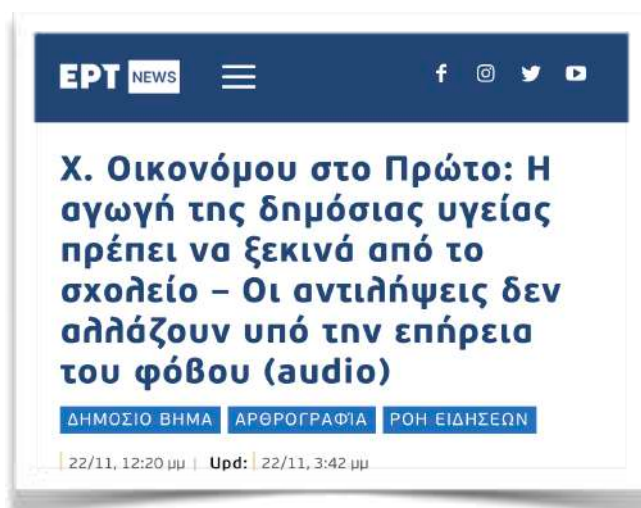 ΕΡΤ NEWS
Χ. Οικονόμου στο Πρώτο: Η
αγωγή της δημόσιας υγείας
πρέπει να ξεκινά από το
σχολείο – Οι αντιλήψεις δεν
αλλάζουν υπό την επήρεια
του φόβου (audio)
ΔΗΜΟΣΙΟ ΒΗΜΑ ΑΡΘΡΟΓΡΑΦΊΑ ΡΟΗ ΕΙΔΗΣΕΩΝ
22/11, 12:20 μμ | Upd: 22/11, 3:42 μμ